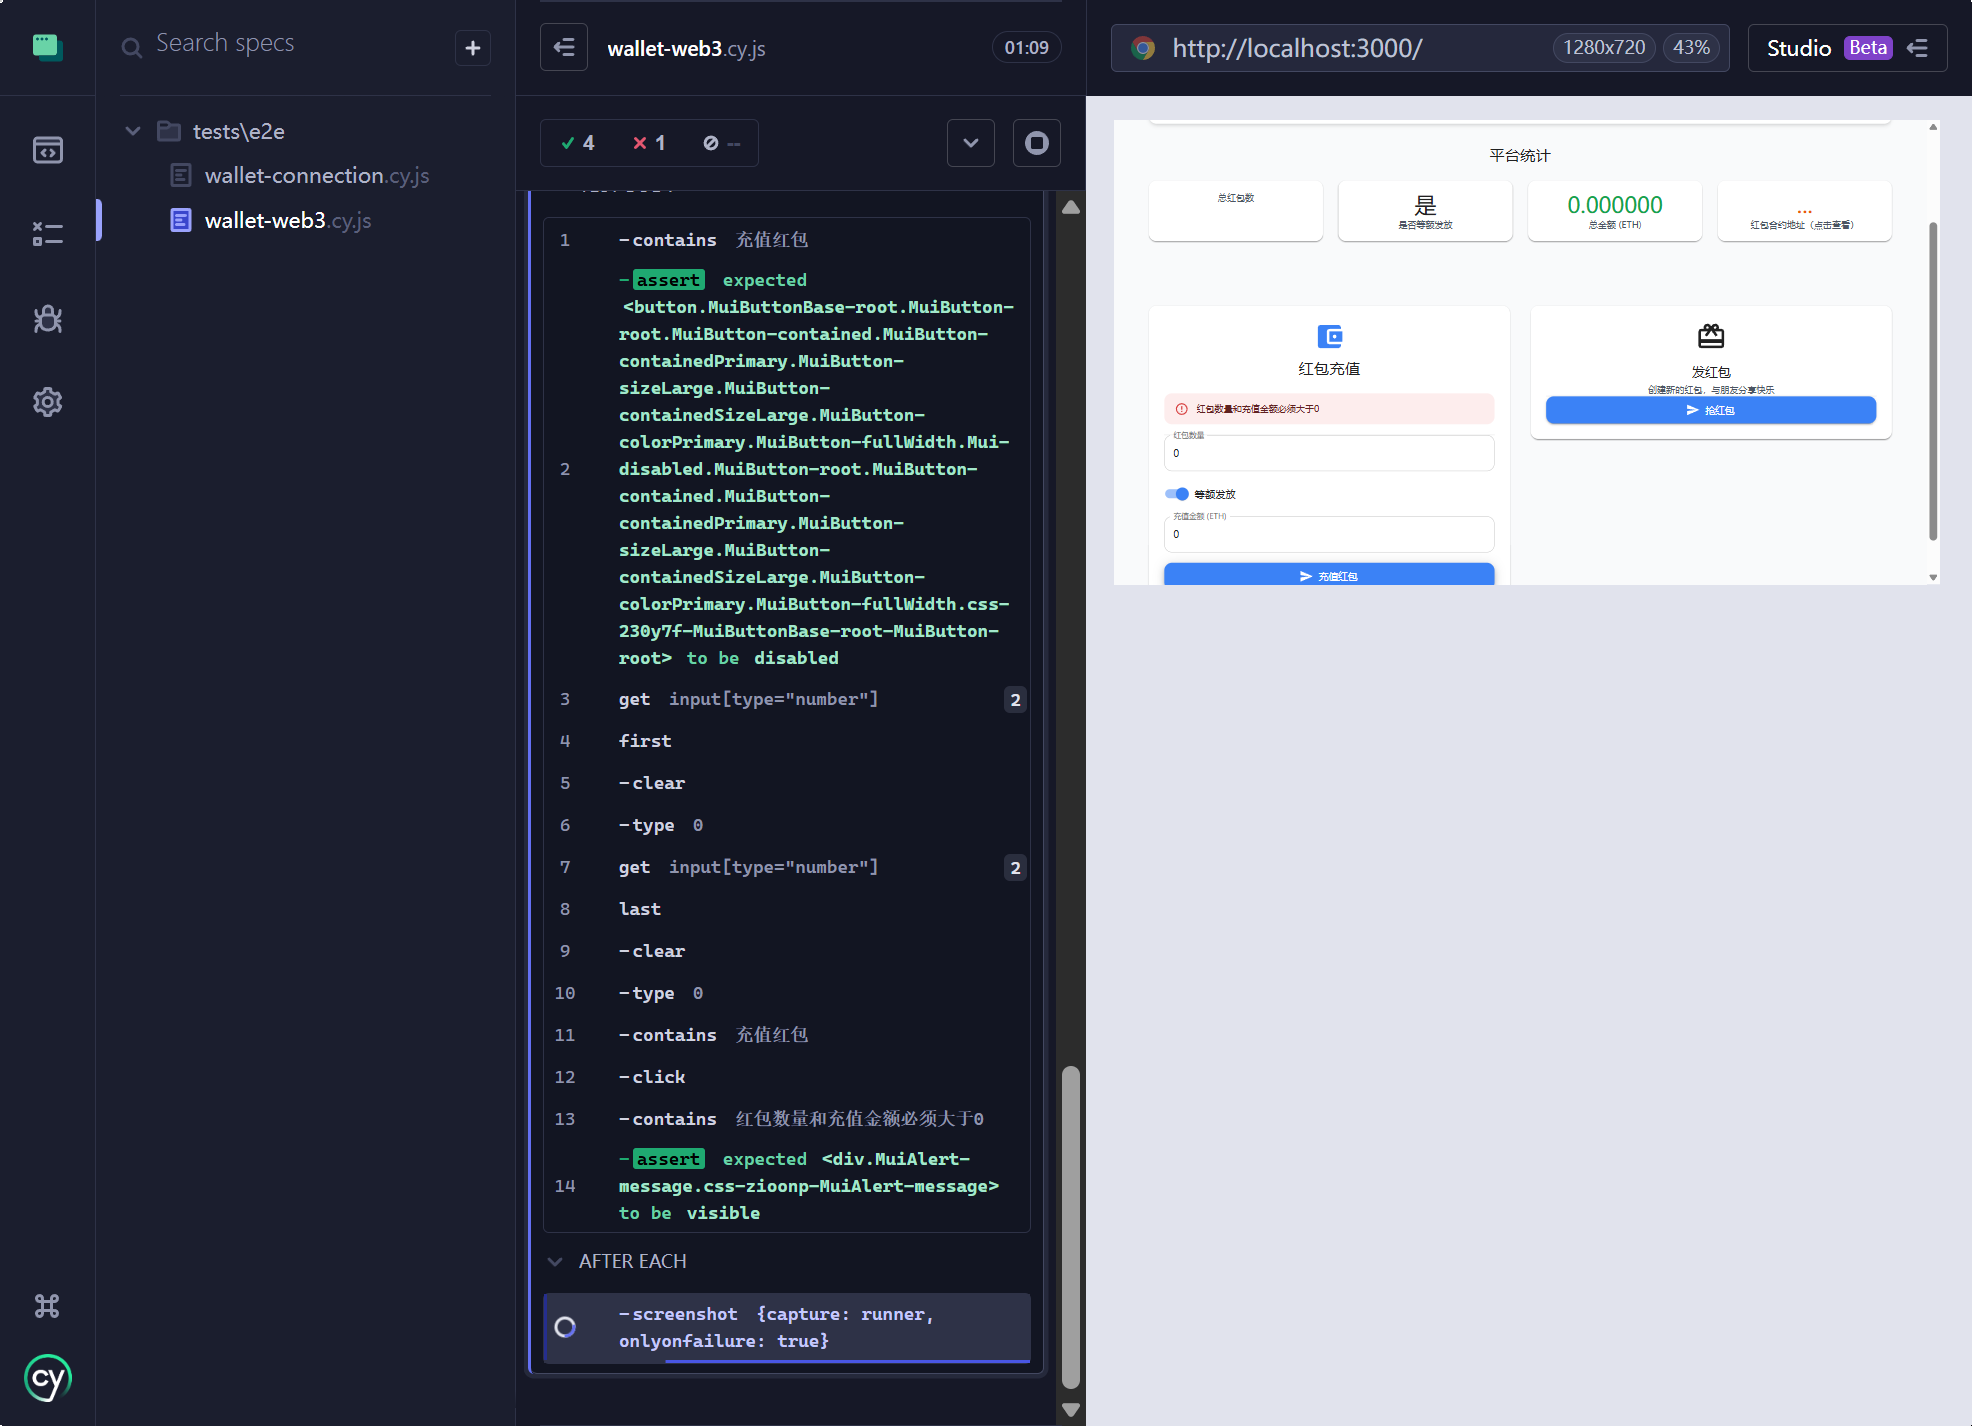 Search specs
+
tests\e2e
wallet-connection.cy.js
wallet-web3.cy.js
cy
wallet-web3.cy.js
01:09
4
1
--
1
-contains 充值红包
2
-assert expected
<button.MuiButtonBase-root.MuiButton-
root.MuiButton-contained.MuiButton-
containedPrimary.MuiButton-
sizeLarge.MuiButton-
containedSizeLarge.MuiButton-
colorPrimary.MuiButton-fullWidth.Mui-
disabled.MuiButton-root.MuiButton-
contained.MuiButton-
containedPrimary.MuiButton-
sizeLarge.MuiButton-
containedSizeLarge.MuiButton-
colorPrimary.MuiButton-fullWidth.css-
230y7f-MuiButtonBase-root-MuiButton-
root> to be disabled
3 get input[type="number"] 2
4 first
5 -clear
6 -type 0
7 get input[type="number"] 2
8 last
9 -clear
10 -type 0
11 -contains 充值红包
12 -click
13 -contains 红包数量和充值金额必须大于0
14
-assert expected <div.MuiAlert-
message.css-zioonp-MuiAlert-message>
to be visible
AFTER EACH
-screenshot {capture: runner,
onlyonfailure: true}
http://localhost:3000/
1280x720
43%
Studio Beta
平台统计
总红包数
是
是否等额发放
0.000000
总金额 (ETH)
...
红包合约地址（点击查看）
红包充值
红包数量和充值金额必须大于0
红包数量
0
等额发放
充值金额 (ETH)
0
充值红包
发红包
创建新的红包，与朋友分享快乐
抢红包